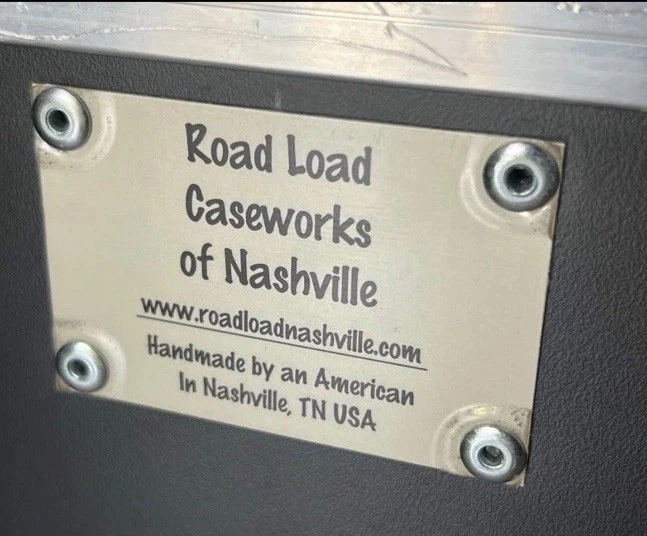 Road Load
Caseworks
of Nashville
www.roadloadnashville.com
Handmade by an American
In Nashville, TN USA